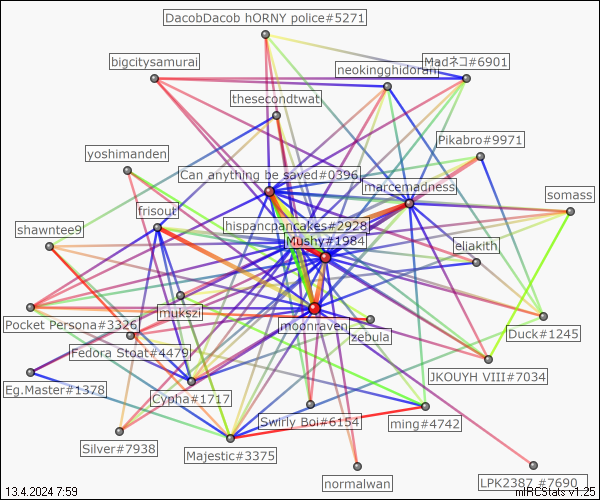 DacobDacob hORNY police#5271
bigcitysamurai
Madネコ#6901
neokingghidorah
thesecondtwat
Pikabro#9971
yoshimanden
Can anything be saved#0396
marcemadness
somass
frisout
hispancpancakes#2928
shawntee9
Mushy#1984
eliakith
mukszi
Pocket Persona#3326
moonraven
Duck#1245
zebula
Fedora Stoat#4479
JKOUYH VIII#7034
Eg.Master#1378
Cypha#1717
Swirly Boi#6154
ming#4742
Silver#7938
Majestic#3375
normalwan
LPK2387 #7690
13.4.2024 7:59
mIRCStats v1.25